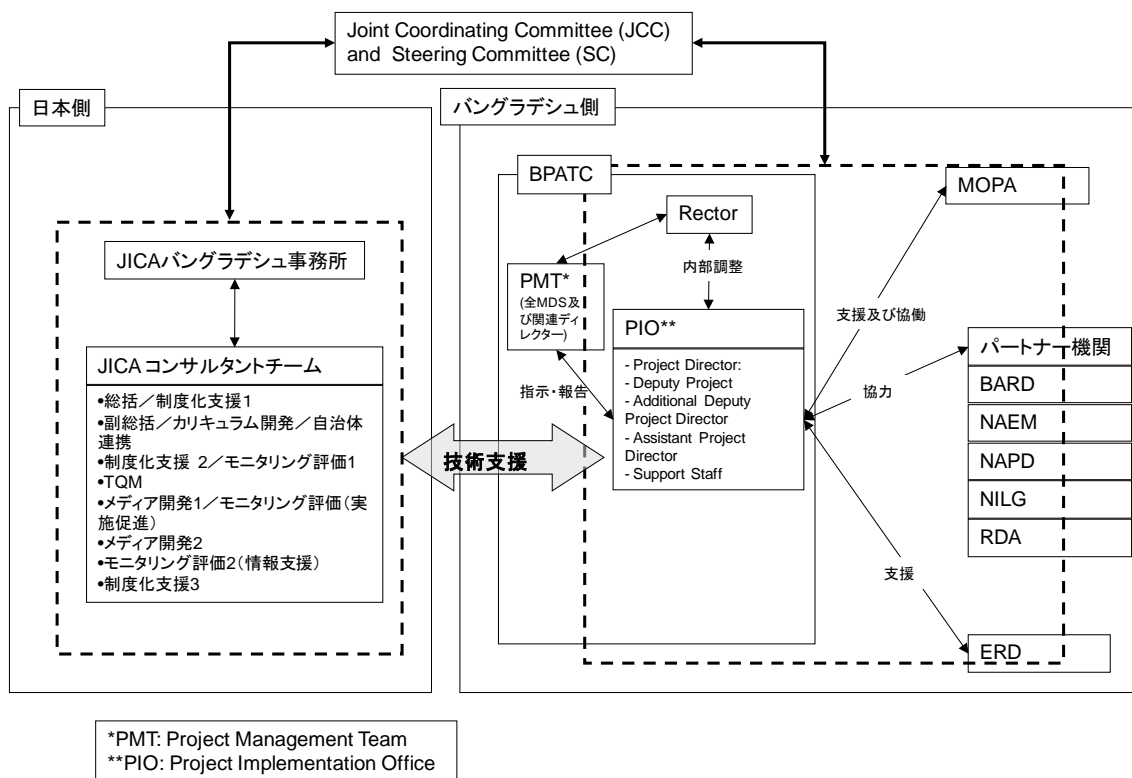 Joint Coordinating Committee (JCC)
and Steering Committee (SC)
日本側
バングラデシュ側
JICAバングラデシュ事務所
JICA コンサルタントチーム
•総括／制度化支援1
•副総括／カリキュラム開発／自治体
連携
•制度化支援 2／モニタリング評価1
•TQM
•メディア開発1／モニタリング評価(実
施促進)
•メディア開発2
•モニタリング評価2(情報支援)
•制度化支援3
技術支援
BPATC
Rector
内部調整
PMT*
(全MDS及
び関連ディ
レクター)
指示・報告
PIO**
- Project Director:
- Deputy Project
- Additional Deputy
Project Director
- Assistant Project
Director
- Support Staff
MOPA
支援及び協働
協力
パートナー機関
BARD
NAEM
NAPD
NILG
RDA
支援
ERD
*PMT: Project Management Team
**PIO: Project Implementation Office